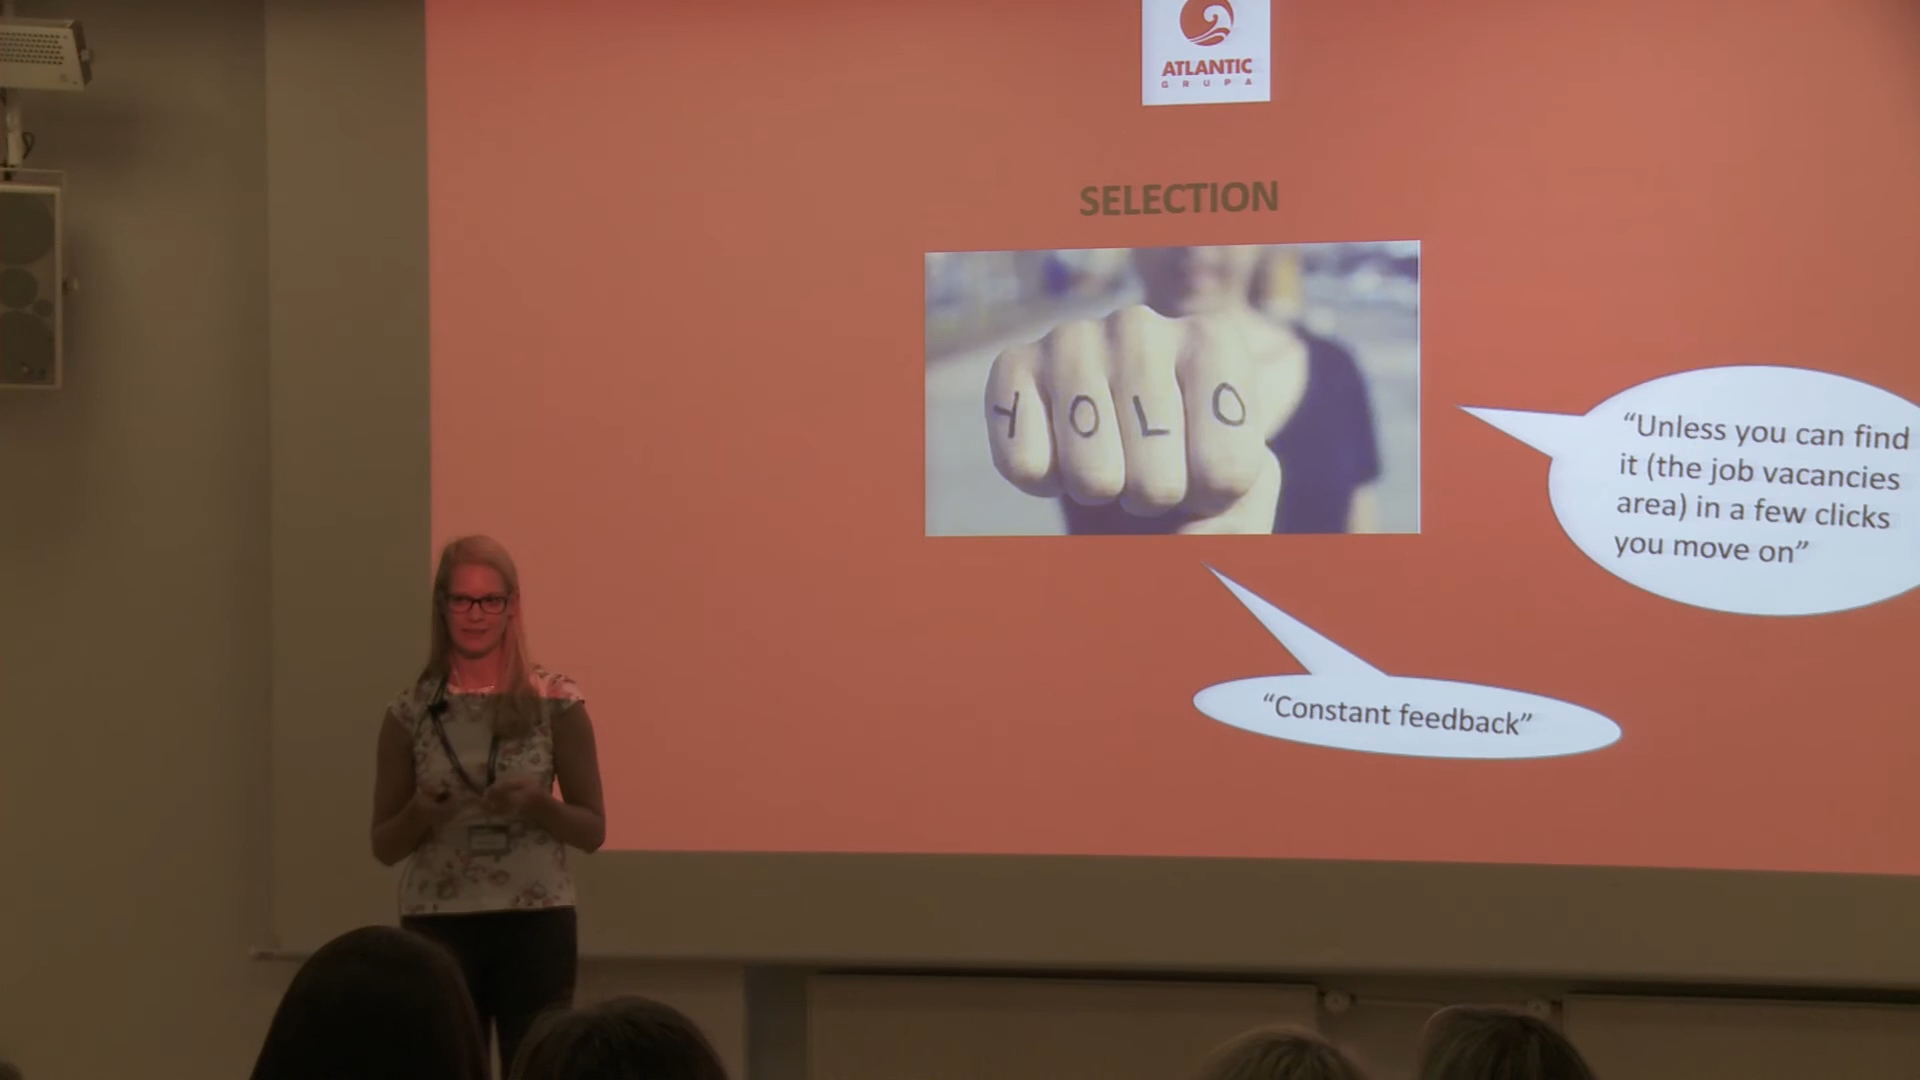 ATLANTIC
GRUPA
SELECTION
YOLO
“Unless you can find
it (the job vacancies
area) in a few clicks
you move on”
“Constant feedback”